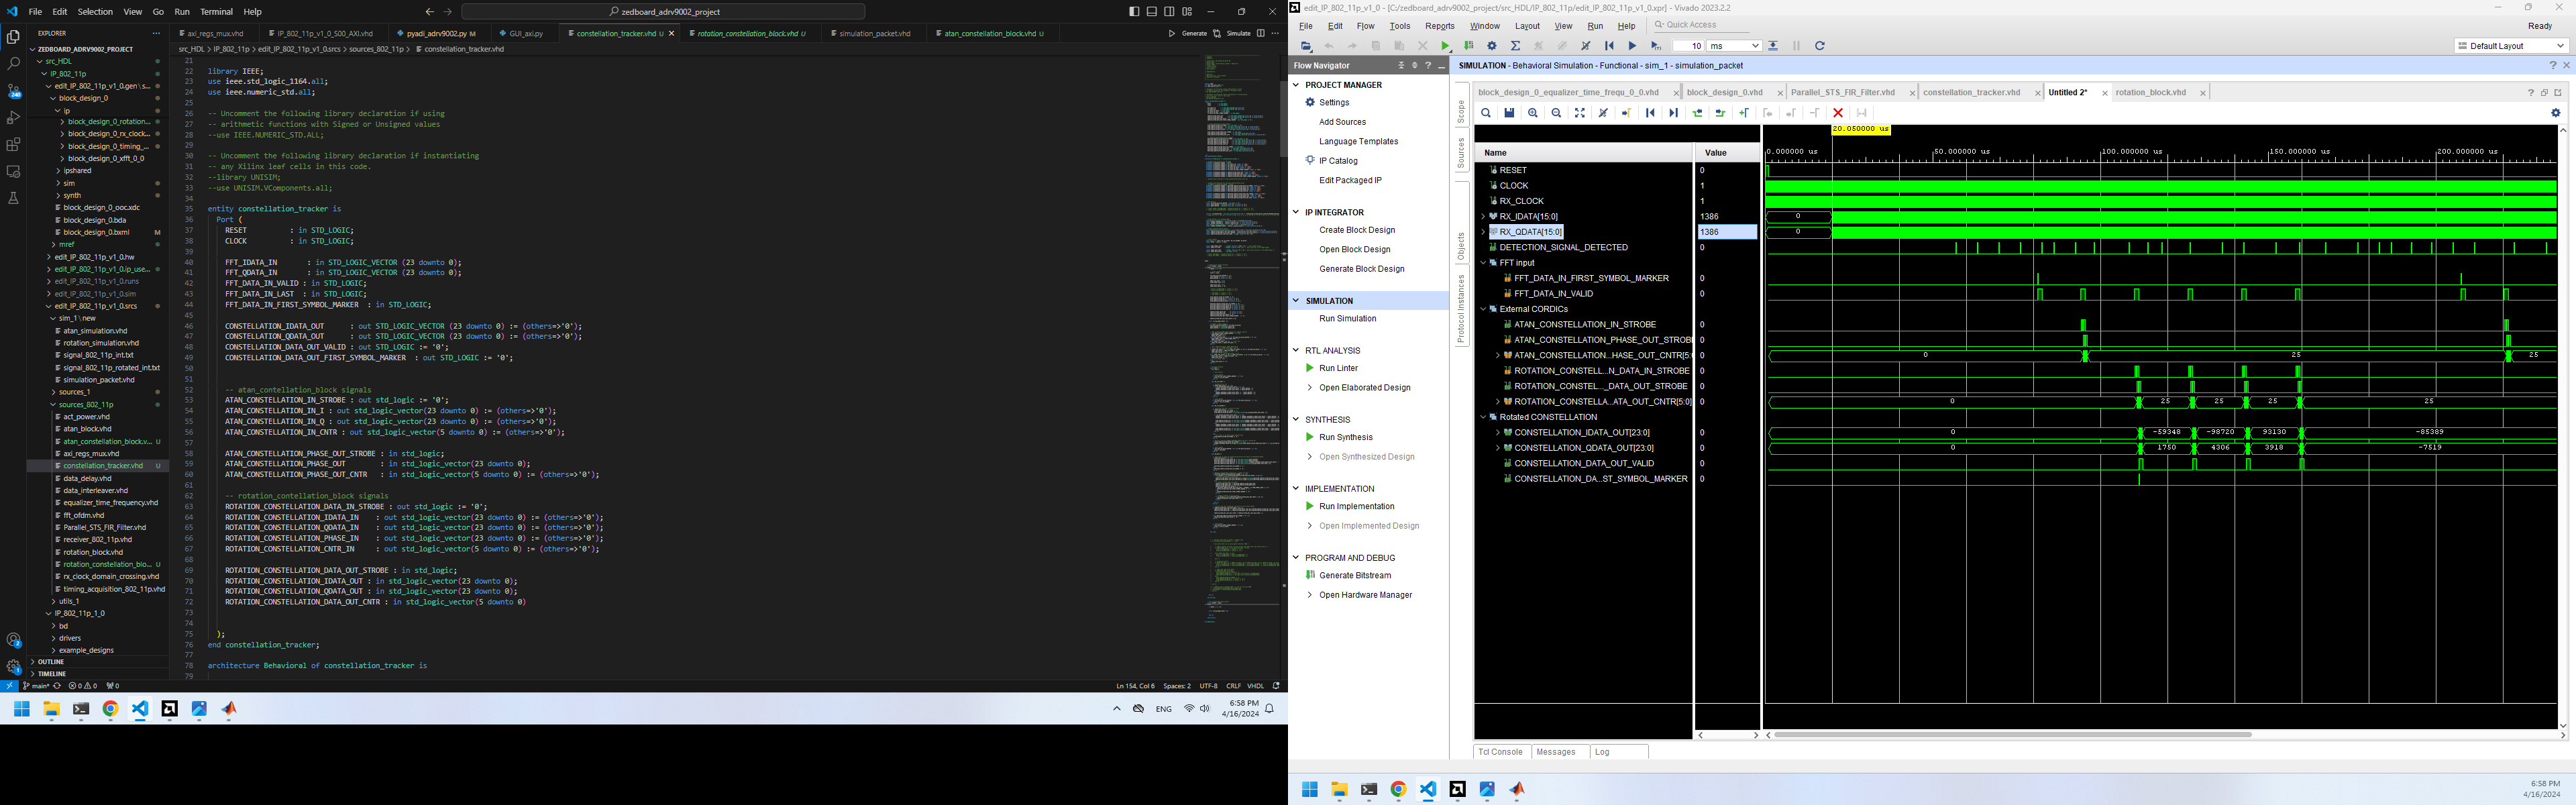 File Edit Selection View Go Run Terminal Help
zedboard_adrv9002_project
EXPLORER
ZEDBOARD_ADRV9002_PROJECT
src_HDL
IP_802_11p
edit_IP_802_11p_v1_0.gen \ s...
block_design_0
ip
block_design_0_rotation...
block_design_0_rx_clock...
block_design_0_timing_...
block_design_0_xfft_0_0
ipshared
sim
synth
block_design_0_ooc.xdc
block_design_0.bda
block_design_0.bxml M
mref
edit_IP_802_11p_v1_0.hw
edit_IP_802_11p_v1_0.ip_use...
edit_IP_802_11p_v1_0.runs
edit_IP_802_11p_v1_0.sim
edit_IP_802_11p_v1_0.srcs
sim_1 \ new
atan_simulation.vhd
rotation_simulation.vhd
signal_802_11p_int.txt
signal_802_11p_rotated_int.txt
simulation_packet.vhd
sources_1
sources_802_11p
act_power.vhd
atan_block.vhd
atan_constellation_block.v... U
axi_regs_mux.vhd
constellation_tracker.vhd U
data_delay.vhd
data_interleaver.vhd
equalizer_time_frequency.vhd
fft_ofdm.vhd
Parallel_STS_FIR_Filter.vhd
receiver_802_11p.vhd
rotation_block.vhd
rotation_constellation_blo... U
rx_clock_domain_crossing.vhd
timing_acquisition_802_11p.vhd
utils_1
IP_802_11p_1_0
bd
drivers
example_designs
OUTLINE
TIMELINE
axi_regs_mux.vhd IP_802_11p_v1_0_S00_AXI.vhd pyadi_adrv9002.py M GUI_axi.py constellation_tracker.vhd U rotation_constellation_block.vhd U simulation_packet.vhd atan_constellation_block.vhd U Generate Simulate
src_HDL > IP_802_11p > edit_IP_802_11p_v1_0.srcs > sources_802_11p > constellation_tracker.vhd
21
22 library IEEE;
23 use ieee.std_logic_1164.all;
24 use ieee.numeric_std.all;
25
26 -- Uncomment the following library declaration if using
27 -- arithmetic functions with Signed or Unsigned values
28 --use IEEE.NUMERIC_STD.ALL;
29
30 -- Uncomment the following library declaration if instantiating
31 -- any Xilinx leaf cells in this code.
32 --library UNISIM;
33 --use UNISIM.VComponents.all;
34
35 entity constellation_tracker is
36 Port (
37 RESET : in STD_LOGIC;
38 CLOCK : in STD_LOGIC;
39
40 FFT_IDATA_IN : in STD_LOGIC_VECTOR (23 downto 0);
41 FFT_QDATA_IN : in STD_LOGIC_VECTOR (23 downto 0);
42 FFT_DATA_IN_VALID : in STD_LOGIC;
43 FFT_DATA_IN_LAST : in STD_LOGIC;
44 FFT_DATA_IN_FIRST_SYMBOL_MARKER : in STD_LOGIC;
45
46 CONSTELLATION_IDATA_OUT : out STD_LOGIC_VECTOR (23 downto 0) := (others=>'0');
47 CONSTELLATION_QDATA_OUT : out STD_LOGIC_VECTOR (23 downto 0) := (others=>'0');
48 CONSTELLATION_DATA_OUT_VALID : out STD_LOGIC := '0';
49 CONSTELLATION_DATA_OUT_FIRST_SYMBOL_MARKER : out STD_LOGIC := '0';
50
51
52 -- atan_contellation_block signals
53 ATAN_CONSTELLATION_IN_STROBE : out std_logic := '0';
54 ATAN_CONSTELLATION_IN_I : out std_logic_vector(23 downto 0) := (others=>'0');
55 ATAN_CONSTELLATION_IN_Q : out std_logic_vector(23 downto 0) := (others=>'0');
56 ATAN_CONSTELLATION_IN_CNTR : out std_logic_vector(5 downto 0) := (others=>'0');
57
58 ATAN_CONSTELLATION_PHASE_OUT_STROBE : in std_logic;
59 ATAN_CONSTELLATION_PHASE_OUT : in std_logic_vector(23 downto 0);
60 ATAN_CONSTELLATION_PHASE_OUT_CNTR : in std_logic_vector(5 downto 0) := (others=>'0');
61
62 -- rotation_contellation_block signals
63 ROTATION_CONSTELLATION_DATA_IN_STROBE : out std_logic := '0';
64 ROTATION_CONSTELLATION_IDATA_IN : out std_logic_vector(23 downto 0) := (others=>'0');
65 ROTATION_CONSTELLATION_QDATA_IN : out std_logic_vector(23 downto 0) := (others=>'0');
66 ROTATION_CONSTELLATION_PHASE_IN : out std_logic_vector(23 downto 0) := (others=>'0');
67 ROTATION_CONSTELLATION_CNTR_IN : out std_logic_vector(5 downto 0) := (others=>'0');
68
69 ROTATION_CONSTELLATION_DATA_OUT_STROBE : in std_logic;
70 ROTATION_CONSTELLATION_IDATA_OUT : in std_logic_vector(23 downto 0);
71 ROTATION_CONSTELLATION_QDATA_OUT : in std_logic_vector(23 downto 0);
72 ROTATION_CONSTELLATION_DATA_OUT_CNTR : in std_logic_vector(5 downto 0)
73
74
75 );
76 end constellation_tracker;
77
78 architecture Behavioral of constellation_tracker is
79
main* 0 0 0 Ln 154, Col 6 Spaces: 2 UTF-8 CRLF VHDL
ENG 6:58 PM
4/16/2024
edit_IP_802_11p_v1_0 - [C:/zedboard_adrv9002_project/src_HDL/IP_802_11p/edit_IP_802_11p_v1_0.xpr] - Vivado 2023.2.2
File Edit Flow Tools Reports Window Layout View Run Help Quick Access Ready
10 ms Default Layout
Flow Navigator
PROJECT MANAGER
Settings
Add Sources
Language Templates
IP Catalog
Edit Packaged IP
IP INTEGRATOR
Create Block Design
Open Block Design
Generate Block Design
SIMULATION
Run Simulation
RTL ANALYSIS
Run Linter
Open Elaborated Design
SYNTHESIS
Run Synthesis
Open Synthesized Design
IMPLEMENTATION
Run Implementation
Open Implemented Design
PROGRAM AND DEBUG
Generate Bitstream
Open Hardware Manager
SIMULATION - Behavioral Simulation - Functional - sim_1 - simulation_packet
Scope
Sources
Objects
Protocol Instances
block_design_0_equalizer_time_frequ_0_0.vhd block_design_0.vhd Parallel_STS_FIR_Filter.vhd constellation_tracker.vhd Untitled 2* rotation_block.vhd
20.050000 us
Name Value 0.000000 us 50.000000 us 100.000000 us 150.000000 us 200.000000 us
RESET 0
CLOCK 1
RX_CLOCK 1
RX_IDATA[15:0] 1386 0
RX_QDATA[15:0] 1386 0
DETECTION_SIGNAL_DETECTED 0
FFT input
FFT_DATA_IN_FIRST_SYMBOL_MARKER 0
FFT_DATA_IN_VALID 0
External CORDICs
ATAN_CONSTELLATION_IN_STROBE 0
ATAN_CONSTELLATION_PHASE_OUT_STROBE 0
ATAN_CONSTELLATION...HASE_OUT_CNTR[5:0] 0 0 25 25
ROTATION_CONSTELL...N_DATA_IN_STROBE 0
ROTATION_CONSTEL..._DATA_OUT_STROBE 0
ROTATION_CONSTELLA...ATA_OUT_CNTR[5:0] 0 0 25 25 25 25
Rotated CONSTELLATION
CONSTELLATION_IDATA_OUT[23:0] 0 0 -59348 -98720 93130 -85389
CONSTELLATION_QDATA_OUT[23:0] 0 0 1750 4306 3918 -7519
CONSTELLATION_DATA_OUT_VALID 0
CONSTELLATION_DA...ST_SYMBOL_MARKER 0
Tcl Console Messages Log
6:58 PM
4/16/2024